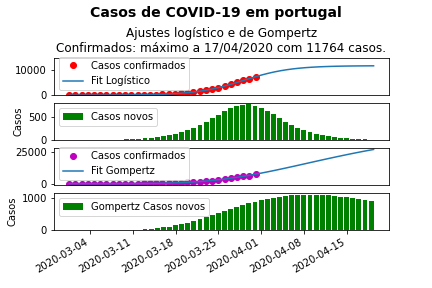 Casos de COVID-19 em portugal
Ajustes logístico e de Gompertz
Confirmados: máximo a 17/04/2020 com 11764 casos.
10000
0
Casos confirmados
Fit Logístico
Casos
500
0
Casos novos
25000
0
Casos confirmados
Fit Gompertz
Casos
1000
0
Gompertz Casos novos
2020-03-04
2020-03-11
2020-03-18
2020-03-25
2020-04-01
2020-04-08
2020-04-15